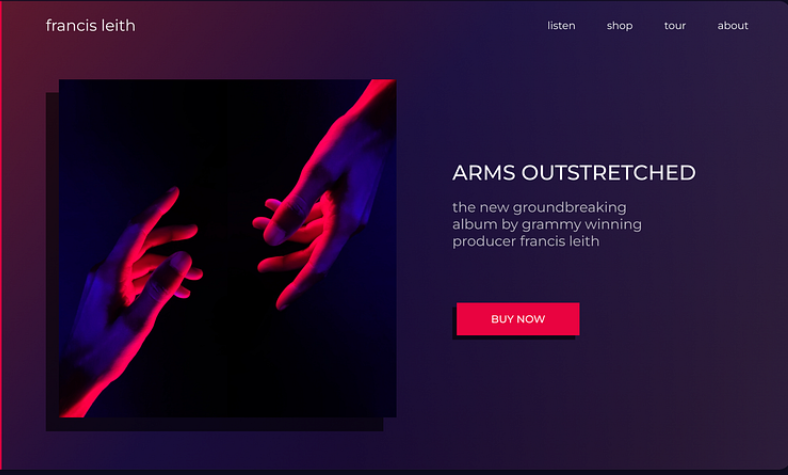 francis leith
listen shop tour about
ARMS OUTSTRETCHED
the new groundbreaking
album by grammy winning
producer francis leith
BUY NOW